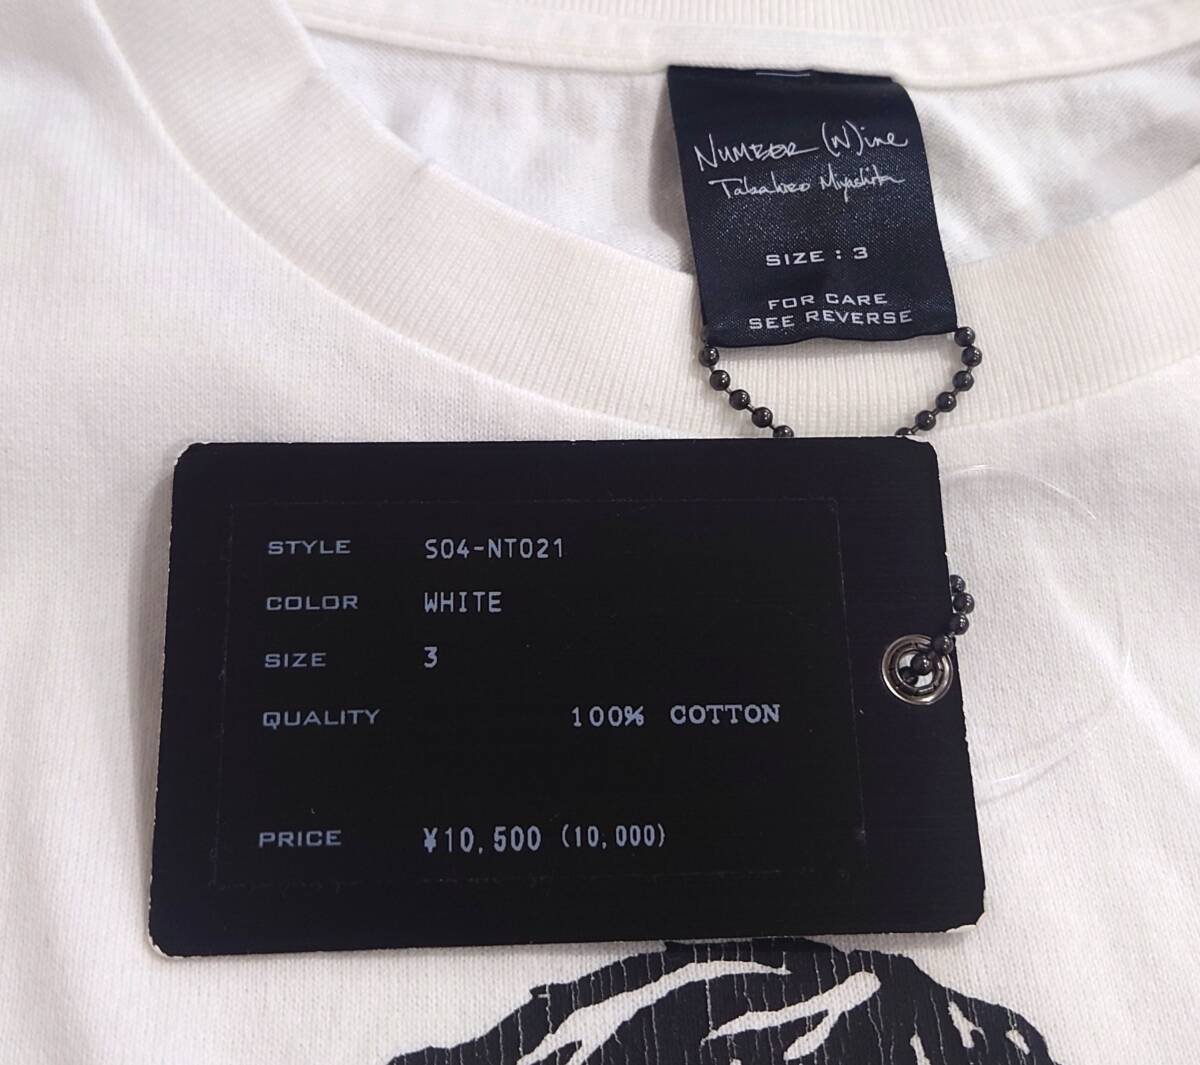 NUMBER (N)ine
Takahiro Miyashita
SIZE : 3
FOR CARE
SEE REVERSE
STYLE S04-NT021
COLOR WHITE
SIZE 3
QUALITY 100% COTTON
PRICE ¥10,500 (10,000)